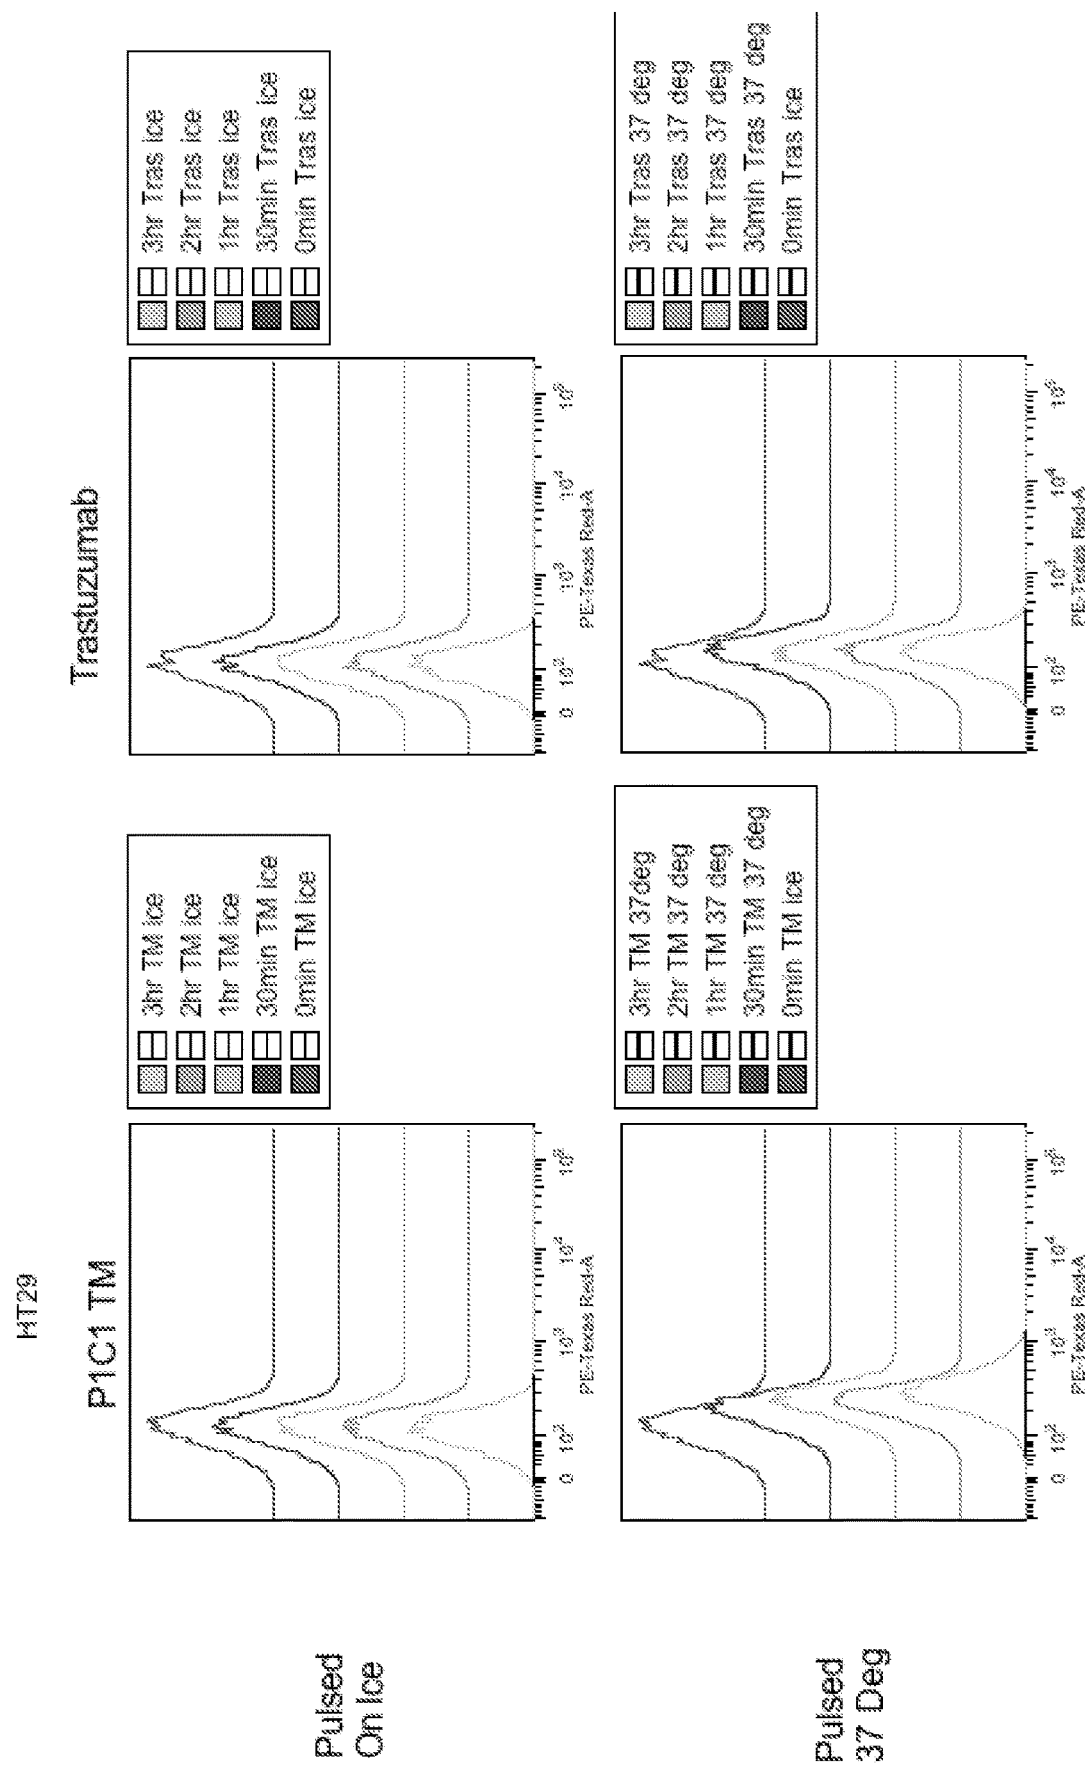 HT29
P1C1 TM
Trastuzumab
Pulsed
On Ice
3hr TM ice
2hr TM ice
1hr TM ice
30min TM ice
0min TM ice
0 10² 10³ 10⁴ 10⁵
PE-Texas Red-A
3hr Tras ice
2hr Tras ice
1hr Tras ice
30min Tras ice
0min Tras ice
0 10² 10³ 10⁴ 10⁵
PE-Texas Red-A
Pulsed
37 Deg
3hr TM 37deg
2hr TM 37 deg
1hr TM 37 deg
30min TM 37 deg
0min TM ice
0 10² 10³ 10⁴ 10⁵
PE-Texas Red-A
3hr Tras 37 deg
2hr Tras 37 deg
1hr Tras 37 deg
30min Tras 37 deg
0min Tras ice
0 10² 10³ 10⁴ 10⁵
PE-Texas Red-A